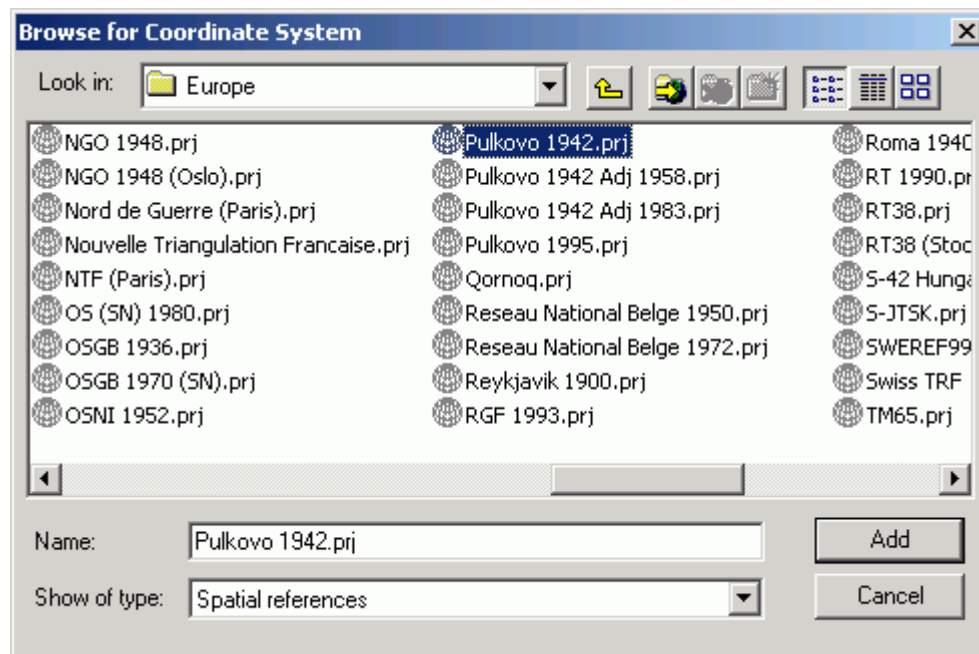 Browse for Coordinate System
Look in: Europe
NGO 1948.prj
NGO 1948 (Oslo).prj
Nord de Guerre (Paris).prj
Nouvelle Triangulation Francaise.prj
NTF (Paris).prj
OS (SN) 1980.prj
OSGB 1936.prj
OSGB 1970 (SN).prj
OSNI 1952.prj
Pulkovo 1942.prj
Pulkovo 1942 Adj 1958.prj
Pulkovo 1942 Adj 1983.prj
Pulkovo 1995.prj
Qornoq.prj
Reseau National Belge 1950.prj
Reseau National Belge 1972.prj
Reykjavik 1900.prj
RGF 1993.prj
Roma 1940
RT 1990.pr
RT38.prj
RT38 (Stoc
S-42 Hunga
S-JTSK.prj
SWEREF99
Swiss TRF
TM65.prj
Name: Pulkovo 1942.prj Add
Show of type: Spatial references Cancel